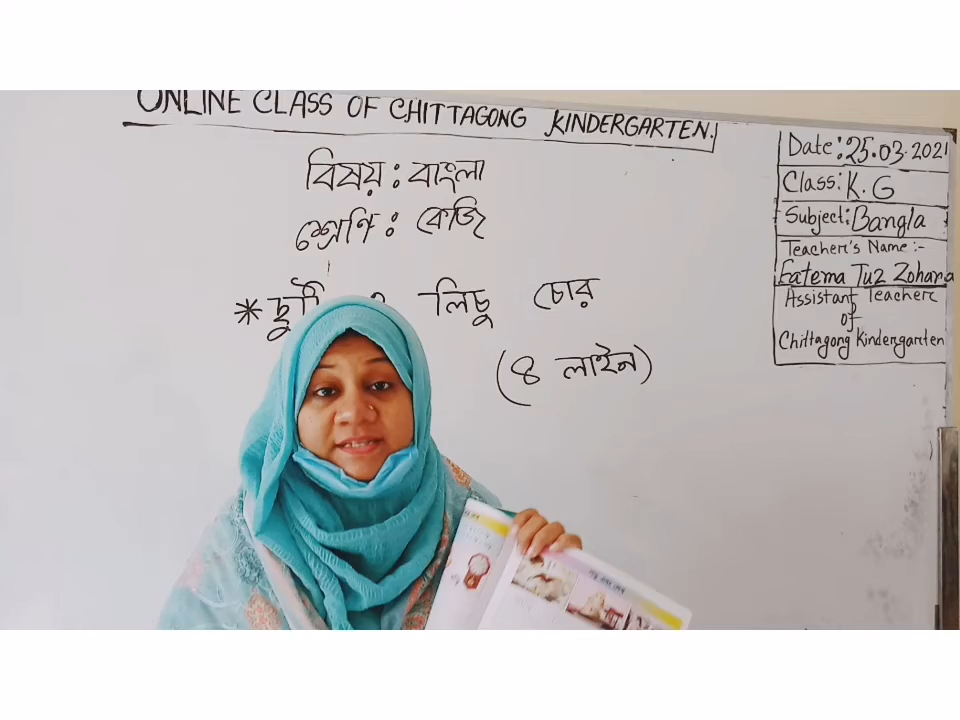 ONLINE CLASS OF CHITTAGONG KINDERGARTEN.
বিষয় : বাংলা
শ্রেণি : কেজি
* লিচু চোর
(৪ লাইন)
Date: 25.03.2021
Class: K.G
Subject: Bangla
Teacher's Name :-
Fatema Tuz Zohara
Assistant Teacher
of
Chittagong Kindergarten